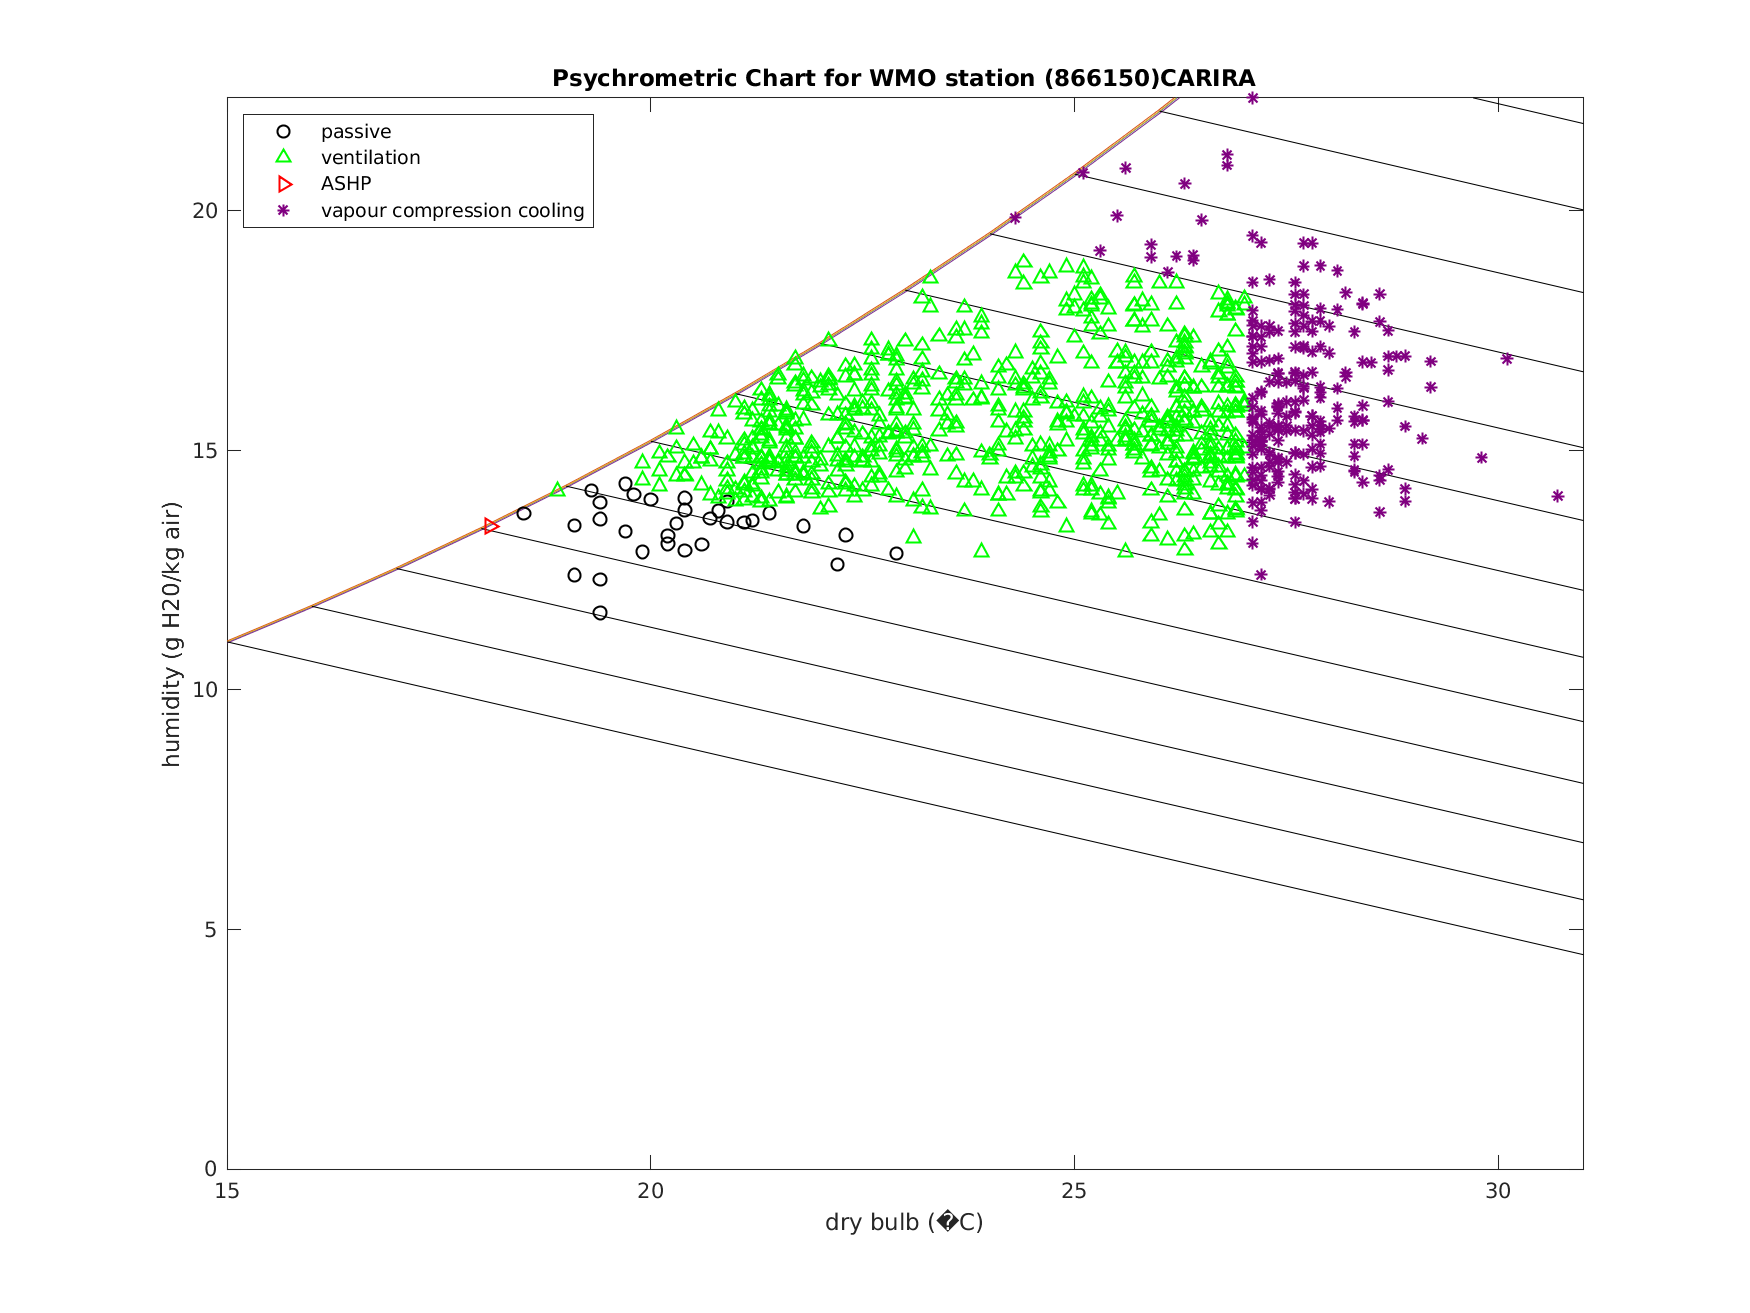 Psychrometric Chart for WMO station (866150)CARIRA
passive
ventilation
ASHP
vapour compression cooling
humidity (g H20/kg air)
20
15
10
5
0
15
20
25
30
dry bulb (�C)